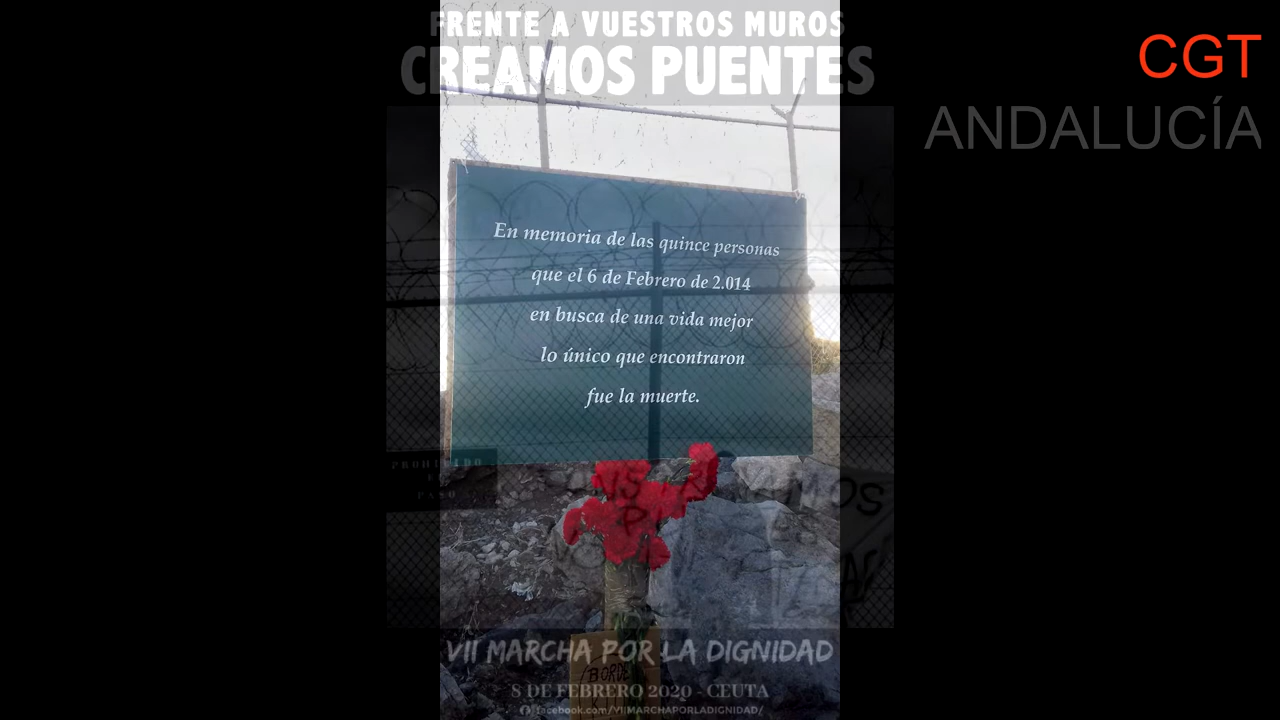 FRENTE A VUESTROS MUROS
CREAMOS PUENTES
CGT
ANDALUCÍA
En memoria de las quince personas
que el 6 de Febrero de 2.014
en busca de una vida mejor
lo único que encontraron
fue la muerte.
PROHIBIDO
PASO
VII MARCHA POR LA DIGNIDAD
8 DE FEBRERO 2020 - CEUTA
facebook.com/VIIMARCHAPORLADIGNIDAD/